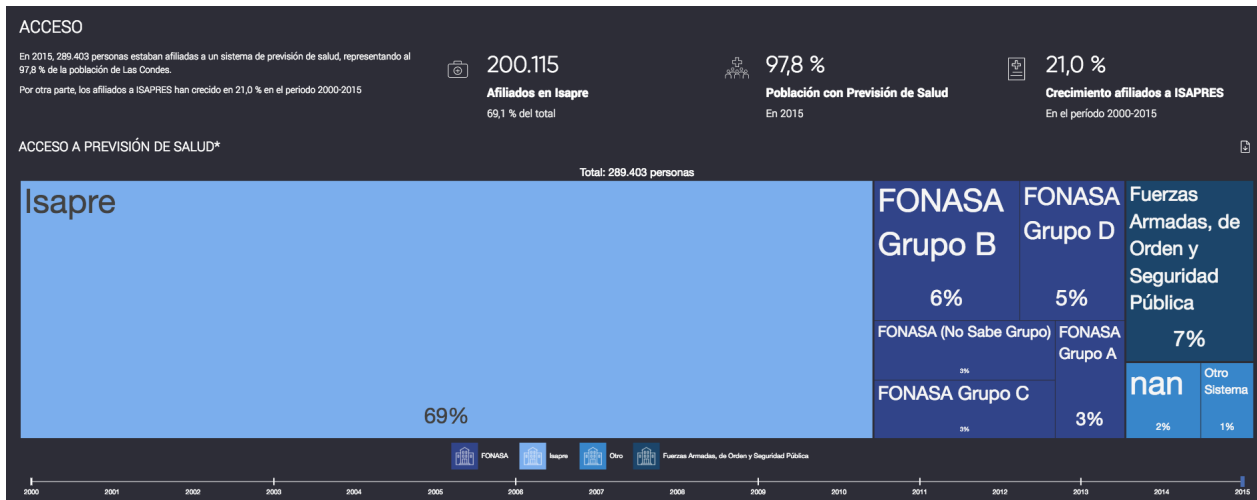 ACCESO
En 2015, 289.403 personas estaban afiliadas a un sistema de previsión de salud, representando al
97,8 % de la población de Las Condes.
Por otra parte, los afiliados a ISAPRES han crecido en 21,0 % en el periodo 2000-2015
200.115
Afiliados en Isapre
69,1 % del total
97,8 %
Población con Previsión de Salud
En 2015
21,0 %
Crecimiento afiliados a ISAPRES
En el período 2000-2015
ACCESO A PREVISIÓN DE SALUD*
Total: 289.403 personas
Isapre
69%
FONASA
Grupo B
6%
FONASA
Grupo D
5%
FONASA (No Sabe Grupo)
3%
FONASA Grupo C
3%
FONASA
Grupo A
3%
Fuerzas
Armadas, de
Orden y
Seguridad
Pública
7%
nan
2%
Otro
Sistema
1%
FONASA
Isapre
Otro
Fuerzas Armadas, de Orden y Seguridad Pública
2000 2001 2002 2003 2004 2005 2006 2007 2008 2009 2010 2011 2012 2013 2014 2015